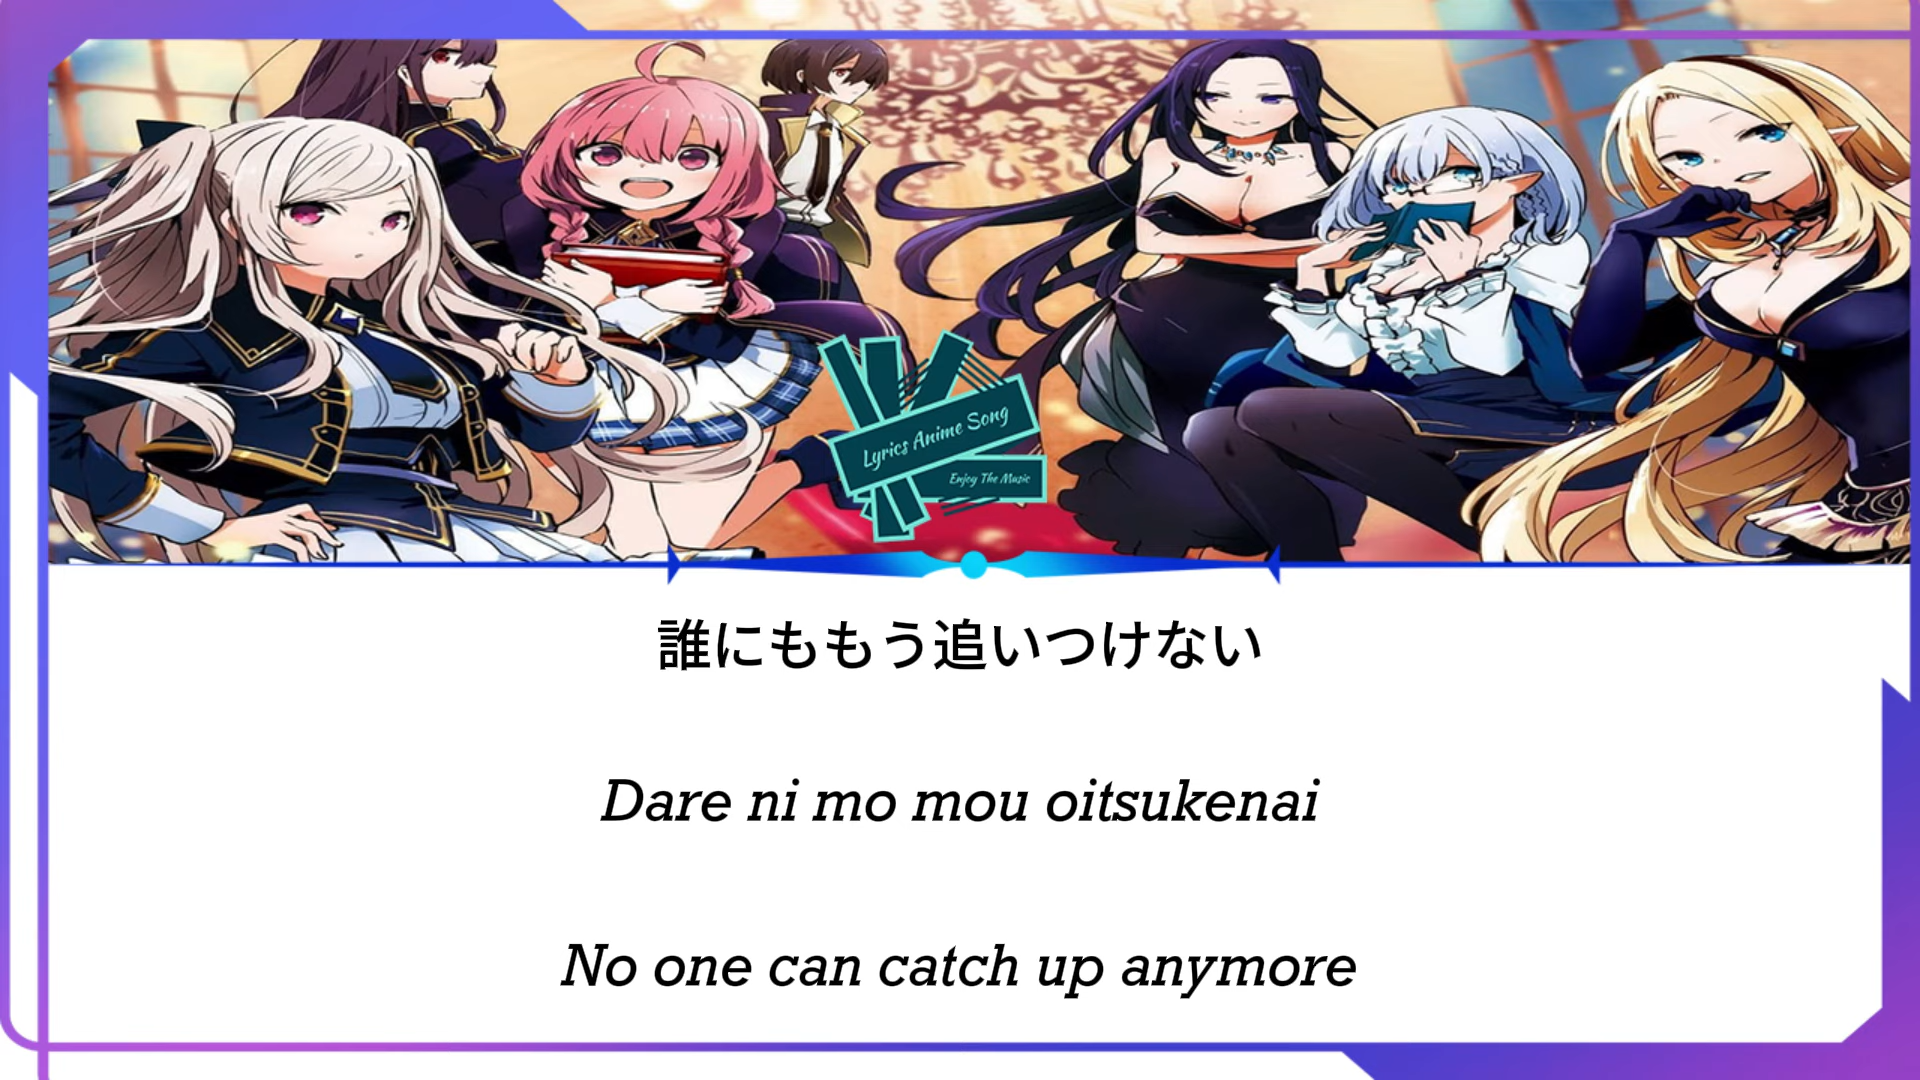 Lyrics Anime Song
Enjoy The Music
誰にももう追いつけない
Dare ni mo mou oitsukenai
No one can catch up anymore